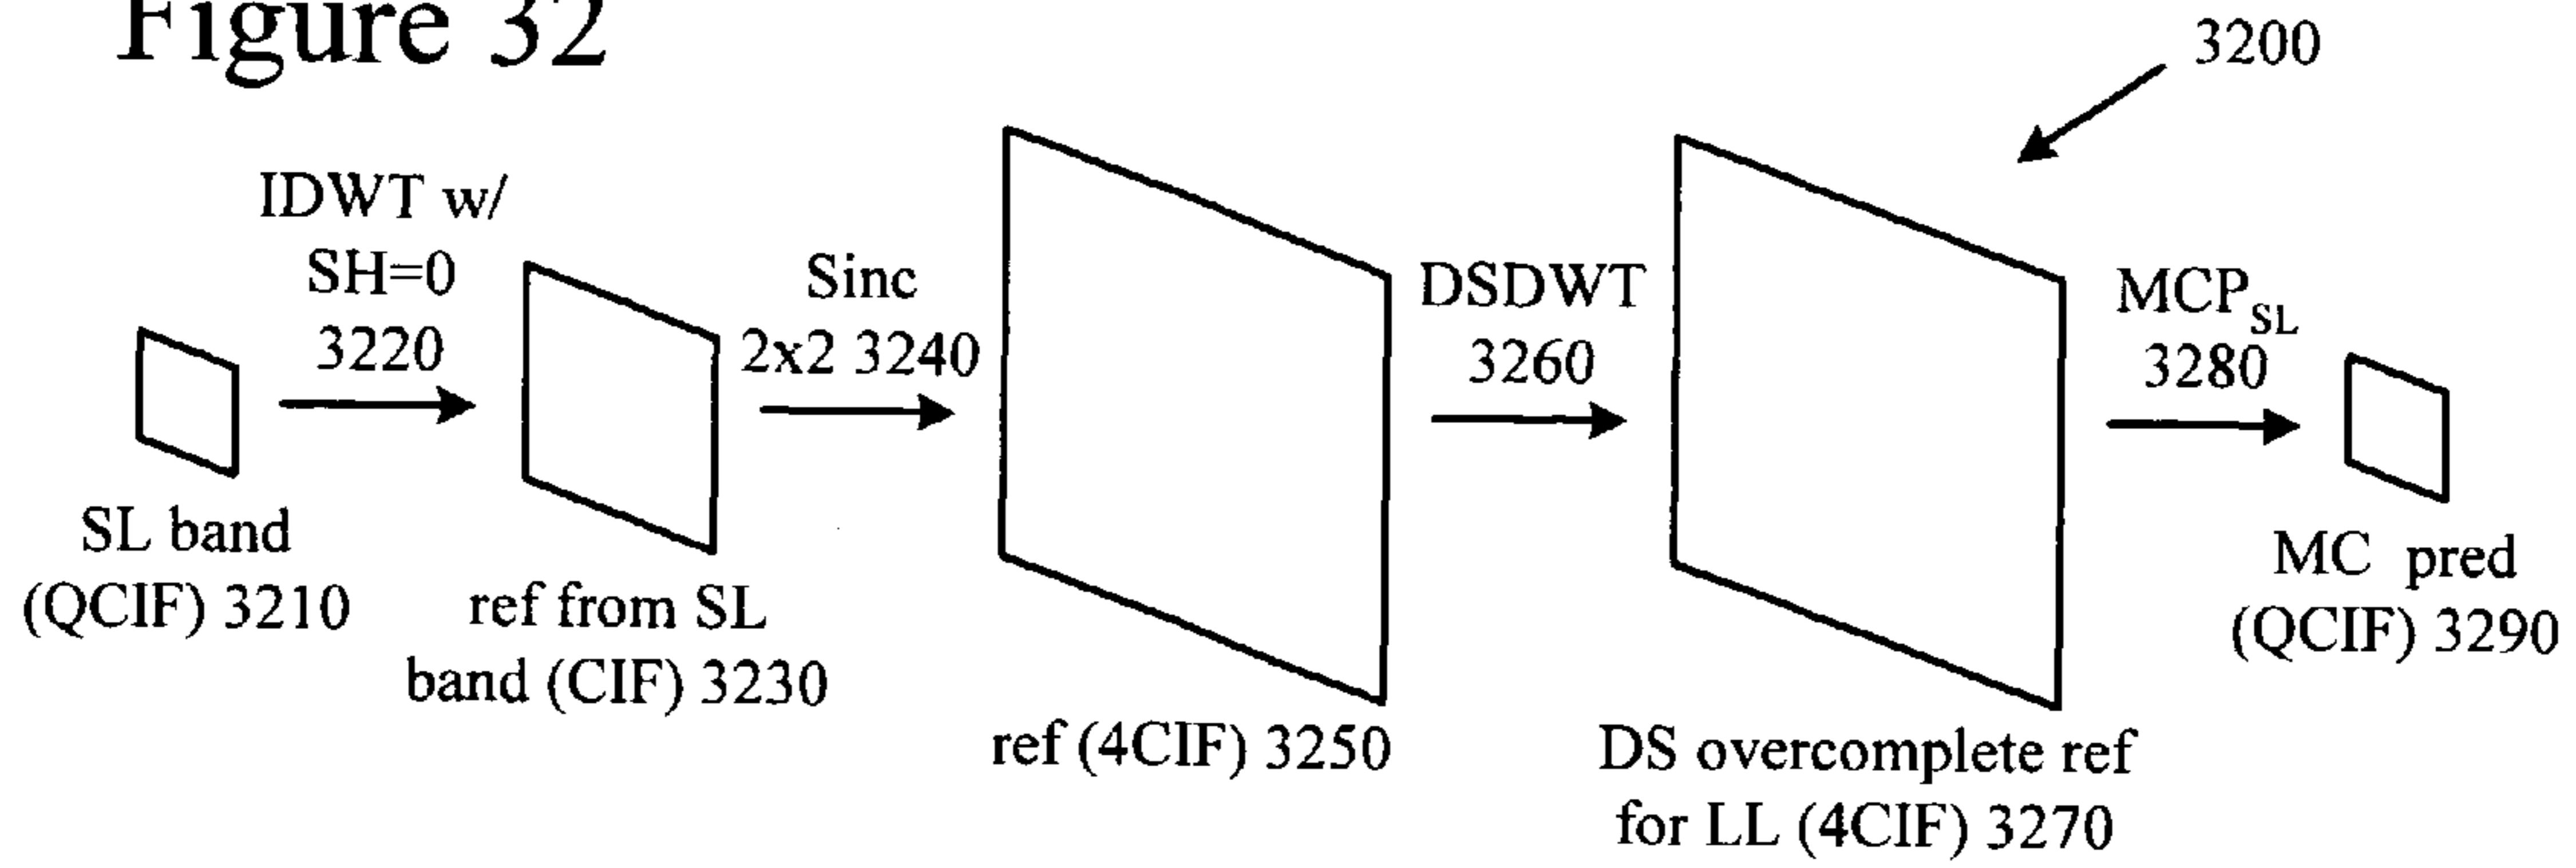 Figure 32
3200
IDWT w/
SH=0
3220
Sinc
2x2 3240
DSDWT
3260
MCP_SL
3280
SL band
(QCIF) 3210
ref from SL
band (CIF) 3230
ref (4CIF) 3250
DS overcomplete ref
for LL (4CIF) 3270
MC pred
(QCIF) 3290